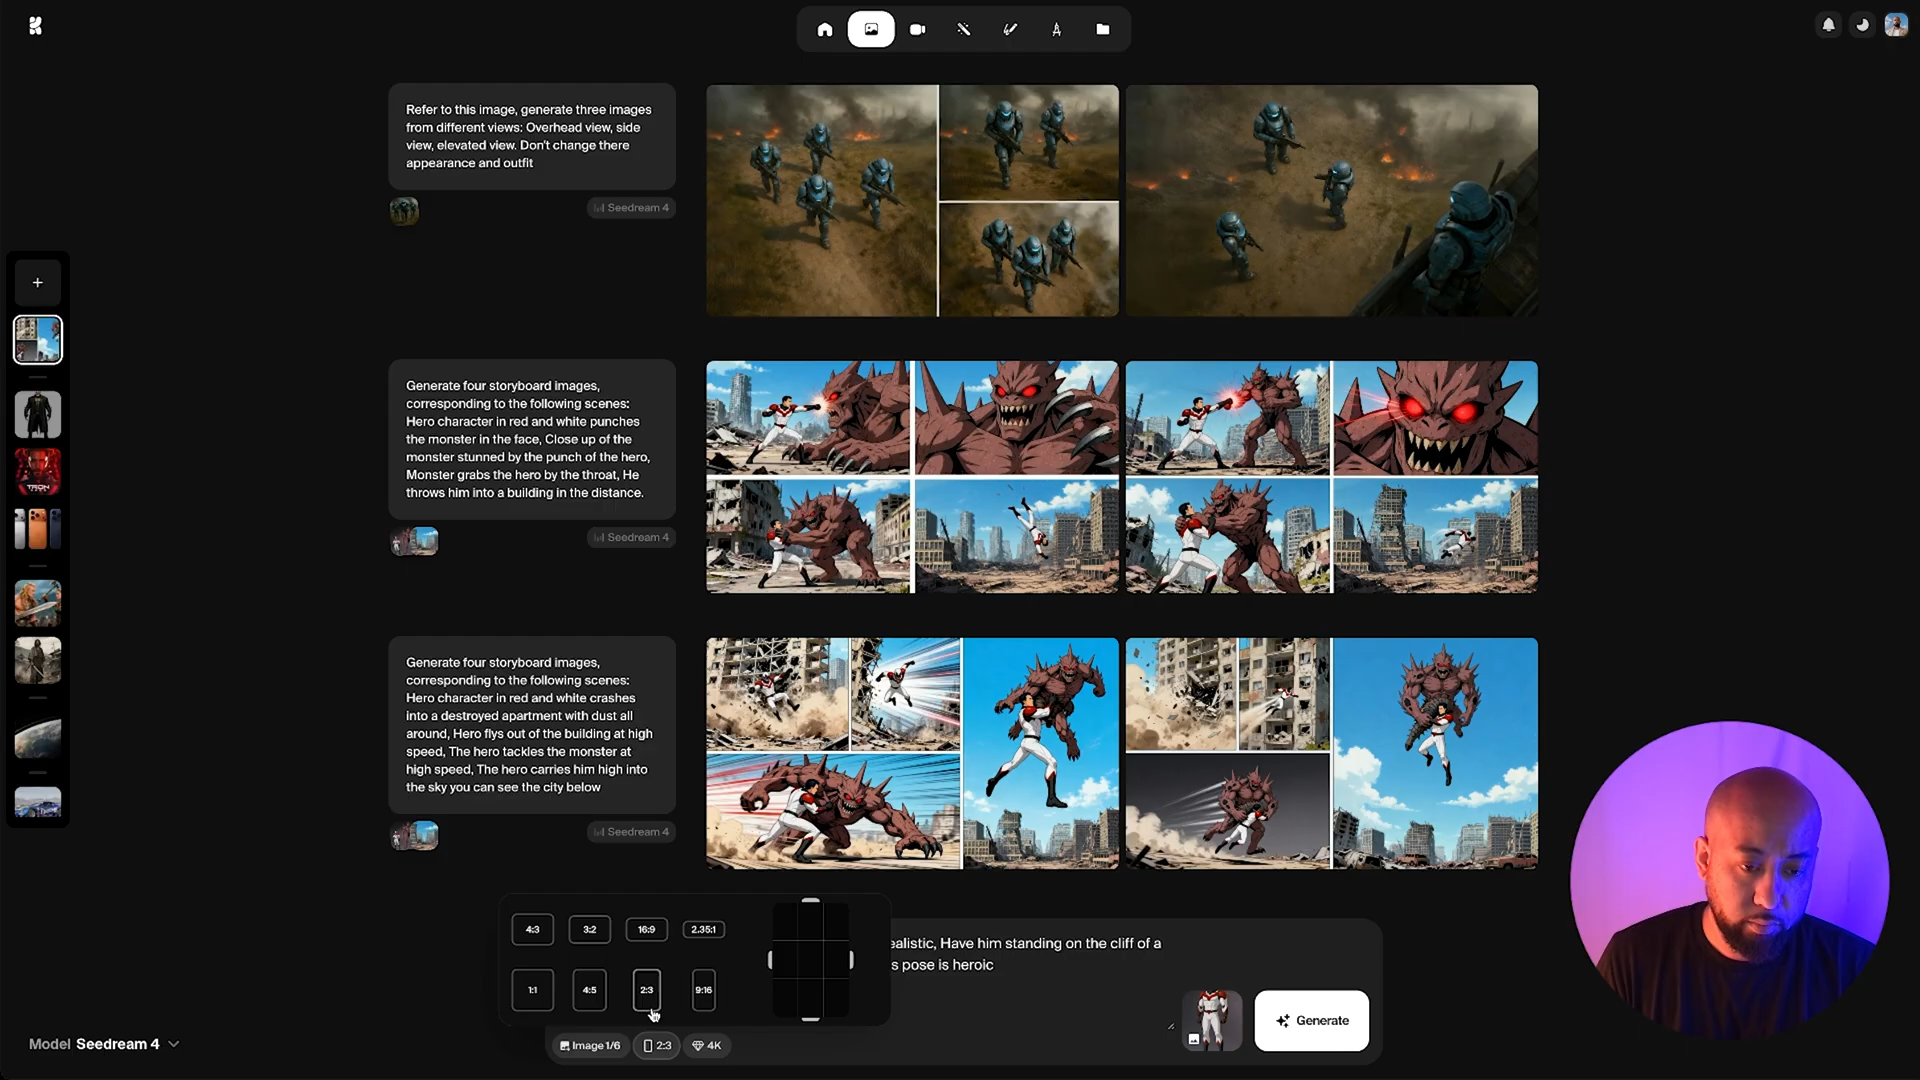 Refer to this image, generate three images
from different views: Overhead view, side
view, elevated view. Don't change there
appearance and outfit
Seedream 4
Generate four storyboard images,
corresponding to the following scenes:
Hero character in red and white punches
the monster in the face, Close up of the
monster stunned by the punch of the hero,
Monster grabs the hero by the throat, He
throws him into a building in the distance.
Seedream 4
Generate four storyboard images,
corresponding to the following scenes:
Hero character in red and white crashes
into a destroyed apartment with dust all
around, Hero flys out of the building at high
speed, The hero tackles the monster at
high speed, The hero carries him high into
the sky you can see the city below
Seedream 4
TRON
4:3
3:2
16:9
2.35:1
1:1
4:5
2:3
9:16
ealistic, Have him standing on the cliff of a
s pose is heroic
Generate
Image 1/6
2:3
4K
Model Seedream 4